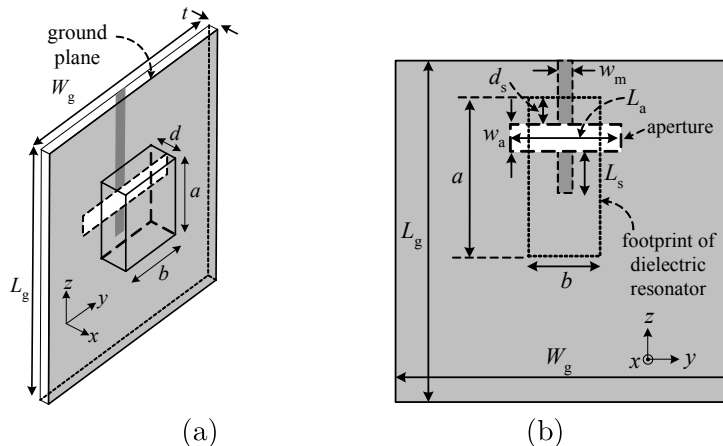 t
ground
plane
W_g
d
a
L_g
b
z
y
x
(a)
d_s
w_m
L_a
w_a
aperture
a
L_s
L_g
footprint of
dielectric
resonator
b
z
W_g
x
y
(b)